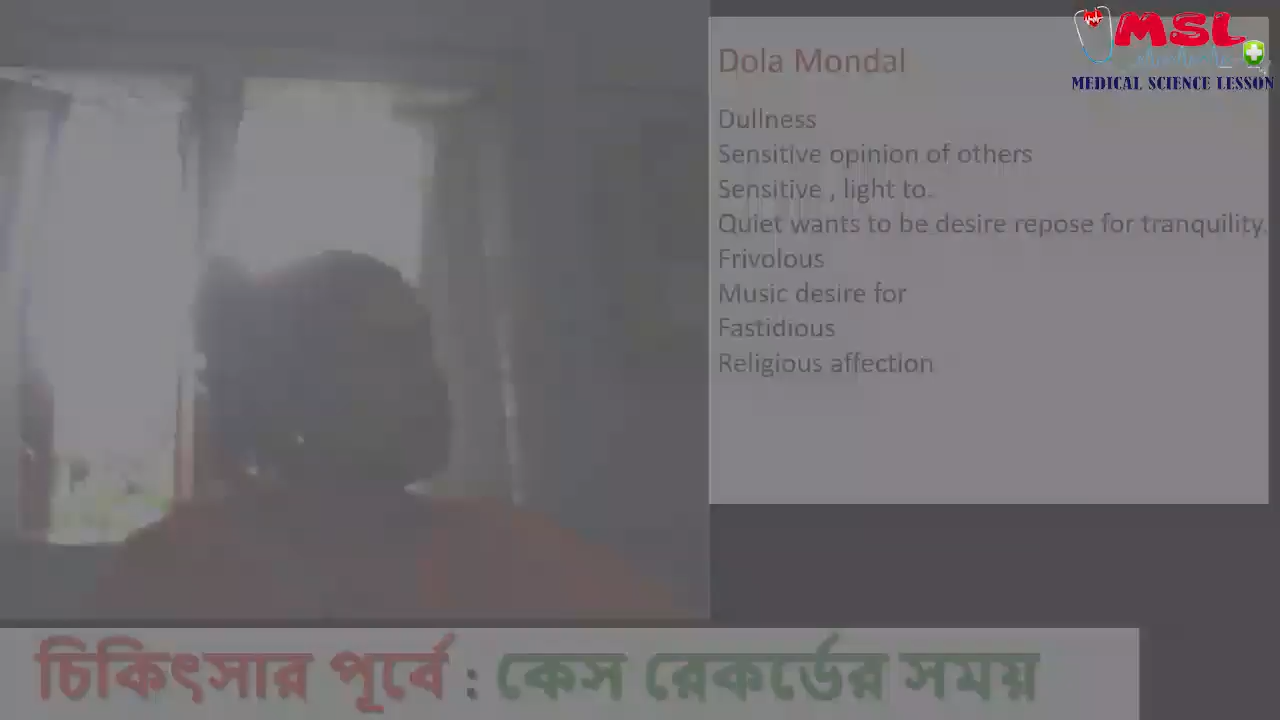 MSL
MEDICAL SCIENCE LESSON
Dola Mondal
Dullness
Sensitive opinion of others
Sensitive , light to.
Quiet wants to be desire repose for tranquility.
Frivolous
Music desire for
Fastidious
Religious affection
চিকিৎসার পূর্বে : কেস রেকর্ডের সময়